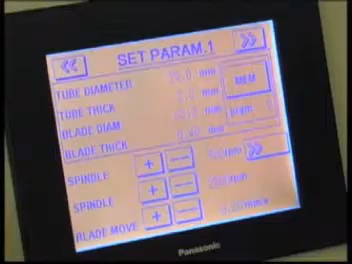 << SET PARAM.1 >>
TUBE DIAMETER mm
TUBE THICK mm MEM
BLADE DIAM mm
BLADE THICK mm
SPINDLE + — >>
SPINDLE + —
BLADE MOVE + —
Panasonic